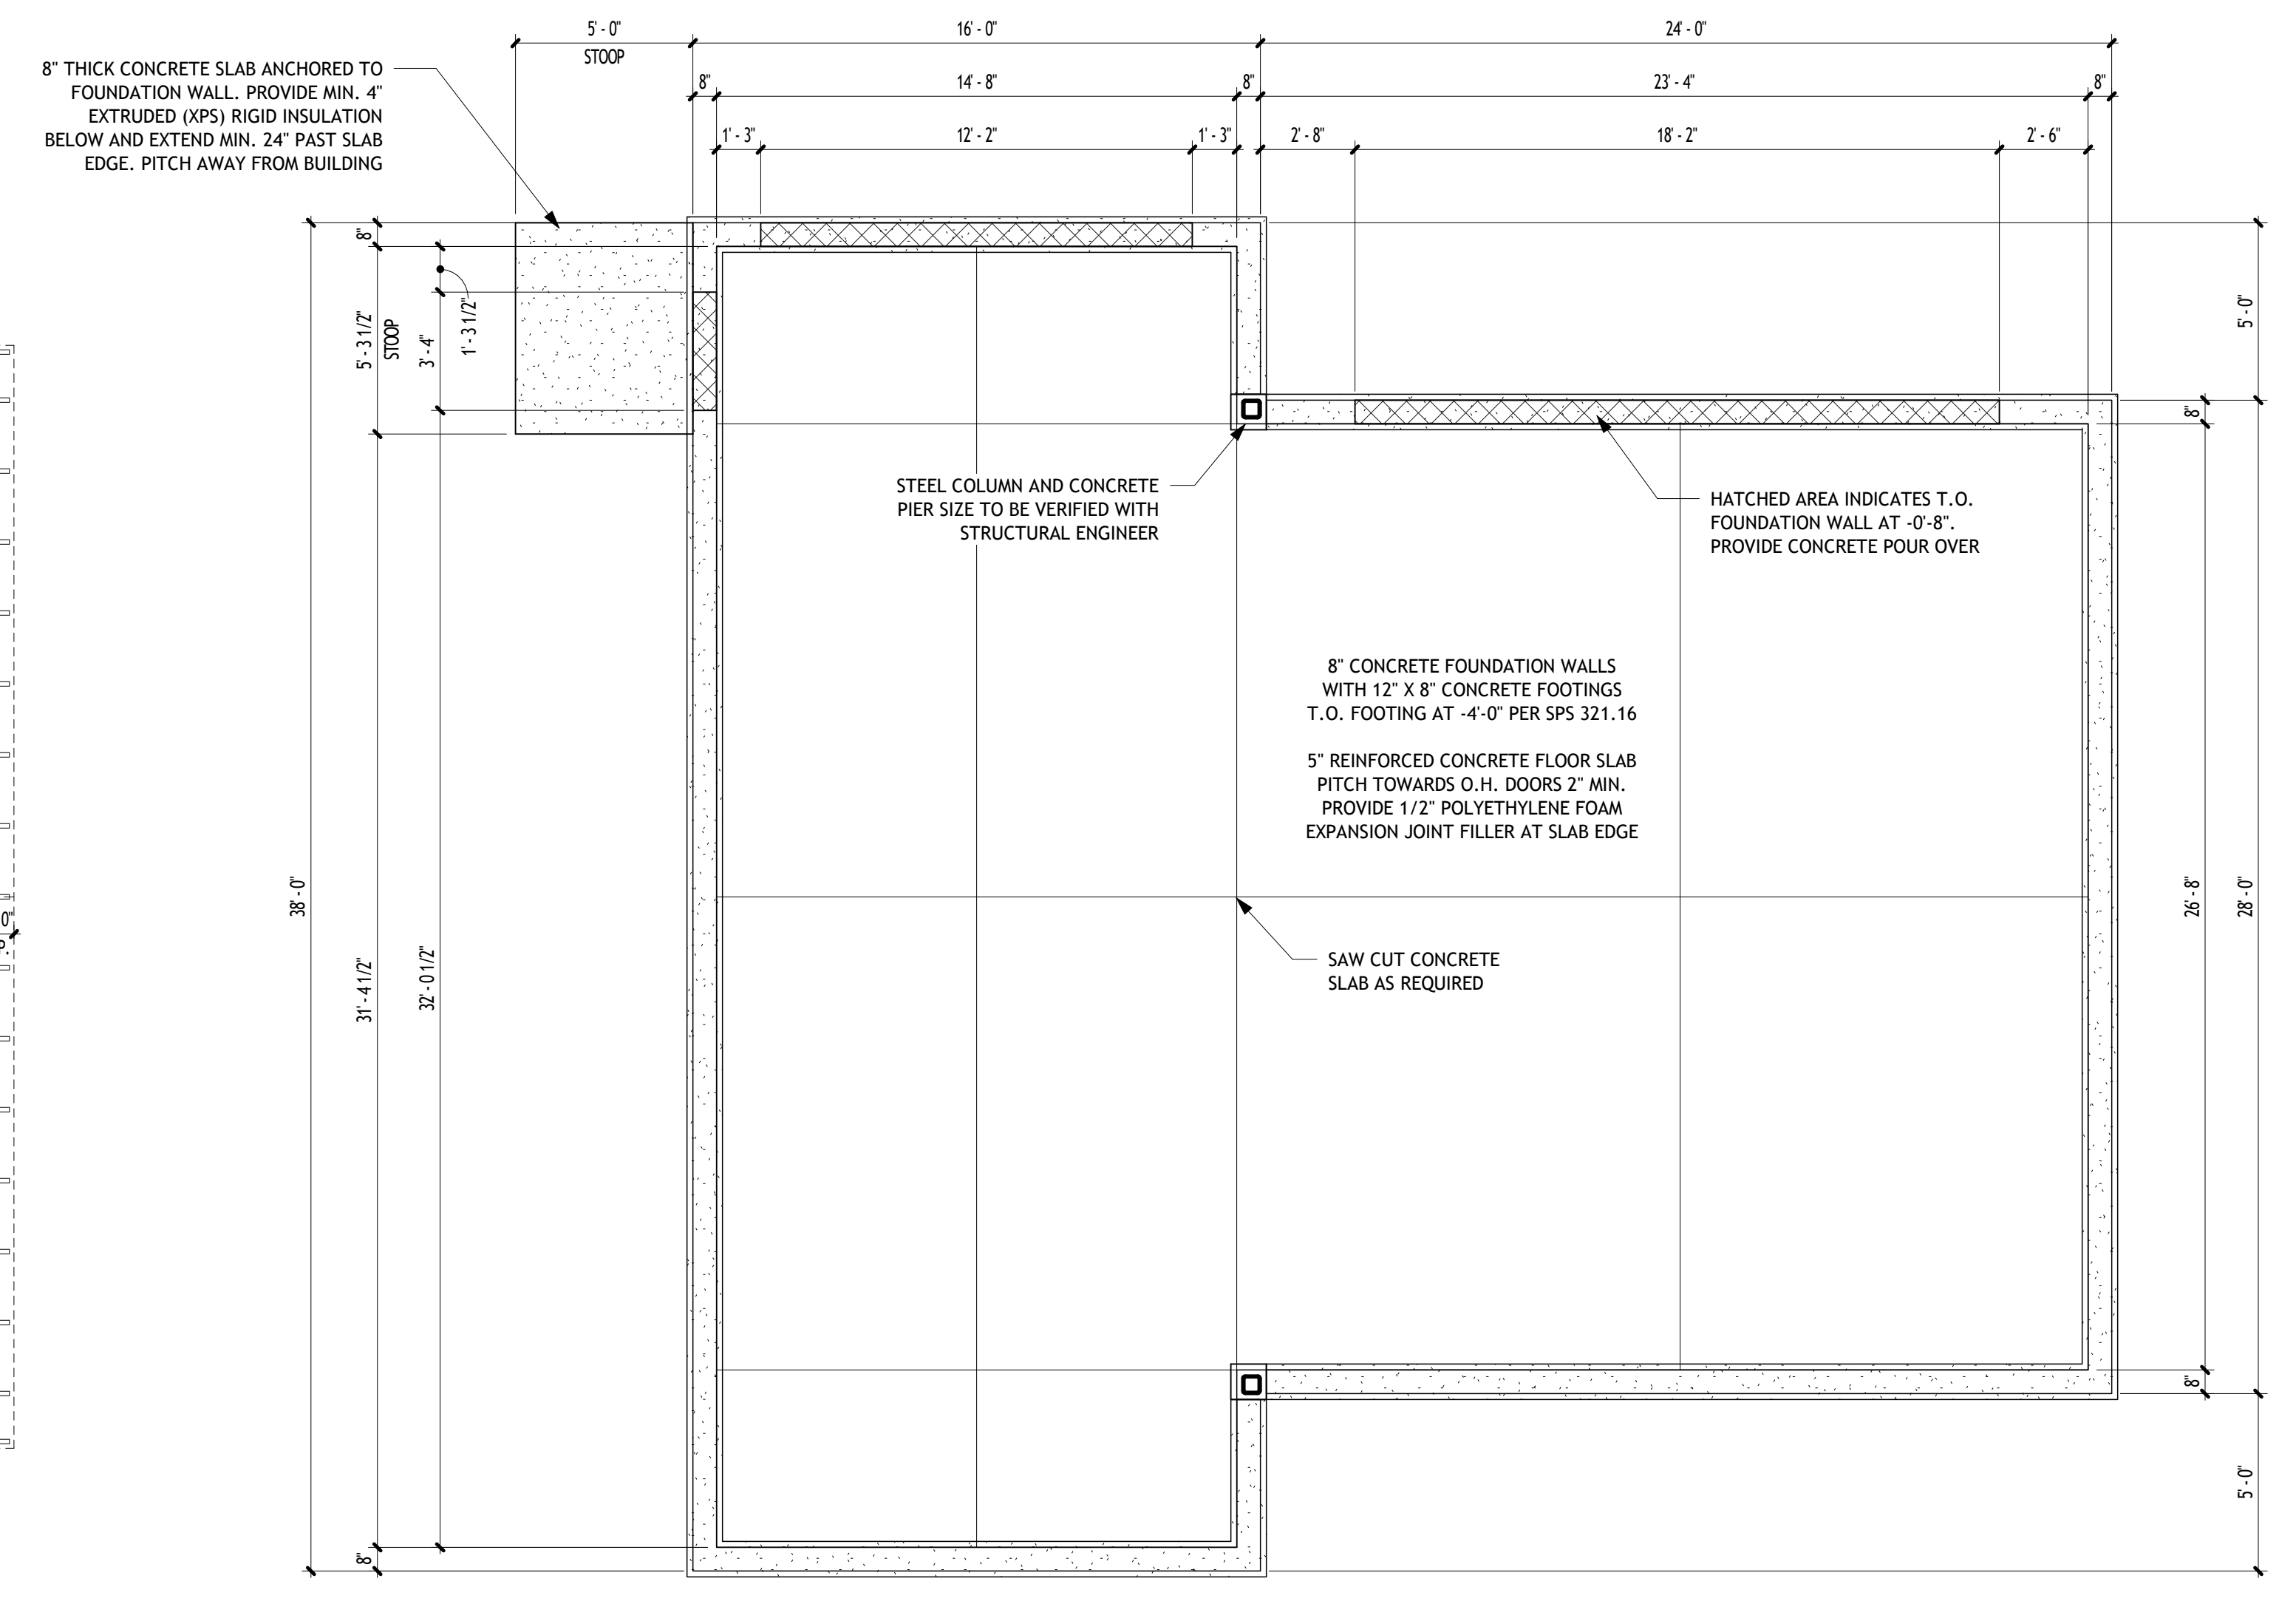 5' - 0"
16' - 0"
24' - 0"
STOOP
8"
14' - 8"
8"
23' - 4"
8"
1' - 3"
12' - 2"
1' - 3"
2' - 8"
18' - 2"
2' - 6"
8" THICK CONCRETE SLAB ANCHORED TO
FOUNDATION WALL. PROVIDE MIN. 4"
EXTRUDED (XPS) RIGID INSULATION
BELOW AND EXTEND MIN. 24" PAST SLAB
EDGE. PITCH AWAY FROM BUILDING
8"
5' - 3 1/2"
STOOP
3' - 4"
1' - 3 1/2"
5' - 0"
8"
STEEL COLUMN AND CONCRETE
PIER SIZE TO BE VERIFIED WITH
STRUCTURAL ENGINEER
HATCHED AREA INDICATES T.O.
FOUNDATION WALL AT -0'-8".
PROVIDE CONCRETE POUR OVER
8" CONCRETE FOUNDATION WALLS
WITH 12" X 8" CONCRETE FOOTINGS
T.O. FOOTING AT -4'-0" PER SPS 321.16
5" REINFORCED CONCRETE FLOOR SLAB
PITCH TOWARDS O.H. DOORS 2" MIN.
PROVIDE 1/2" POLYETHYLENE FOAM
EXPANSION JOINT FILLER AT SLAB EDGE
38' - 0"
31' - 4 1/2"
32' - 0 1/2"
26' - 8"
28' - 0"
SAW CUT CONCRETE
SLAB AS REQUIRED
8"
5' - 0"
8"